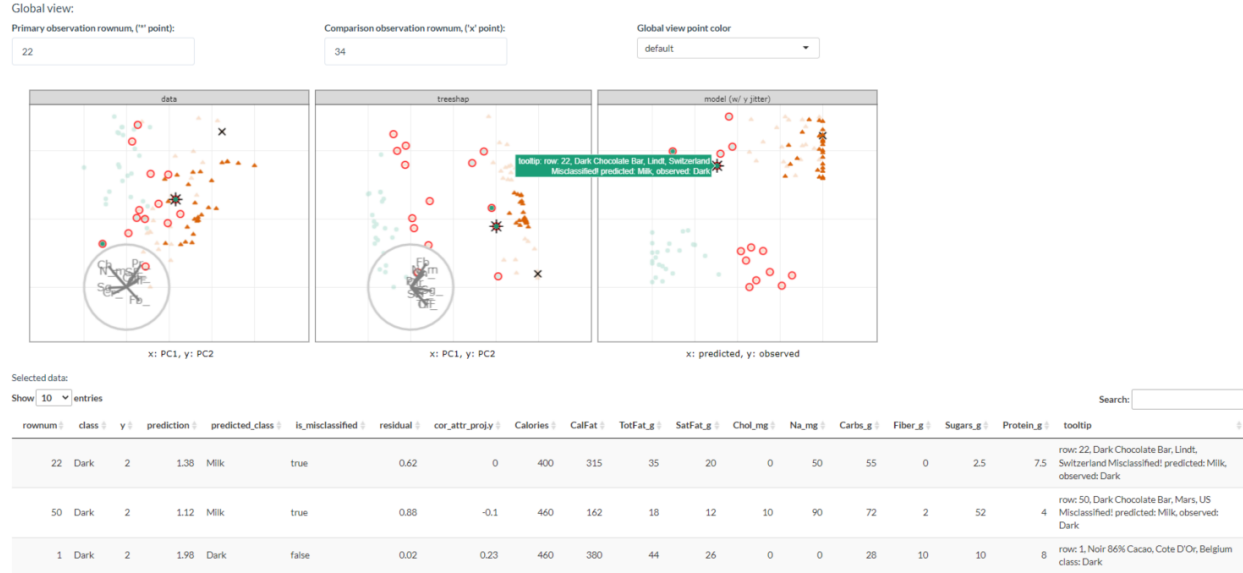 Global view:
Primary observation rownum, ('*' point):
Comparison observation rownum, ('x' point):
Global view point color
22
34
default
data
treeshap
model (w/ y jitter)
tooltip: row: 22, Dark Chocolate Bar, Lindt, Switzerland
Misclassified! predicted: Milk, observed: Dark
x: PC1, y: PC2
x: PC1, y: PC2
x: predicted, y: observed
Selected data:
Show 10 entries
Search:
rownum class y prediction predicted_class is_misclassified residual cor_attr_proj.y Calories CalFat TotFat_g SatFat_g Chol_mg Na_mg Carbs_g Fiber_g Sugars_g Protein_g tooltip
22 Dark 2 1.38 Milk true 0.62 0 400 315 35 20 0 50 55 0 2.5 7.5 row: 22, Dark Chocolate Bar, Lindt,
Switzerland Misclassified! predicted: Milk,
observed: Dark
50 Dark 2 1.12 Milk true 0.88 -0.1 460 162 18 12 10 90 72 2 52 4 row: 50, Dark Chocolate Bar, Mars, US
Misclassified! predicted: Milk, observed:
Dark
1 Dark 2 1.98 Dark false 0.02 0.23 460 380 44 26 0 0 28 10 10 8 row: 1, Noir 86% Cacao, Cote D'Or, Belgium
class: Dark